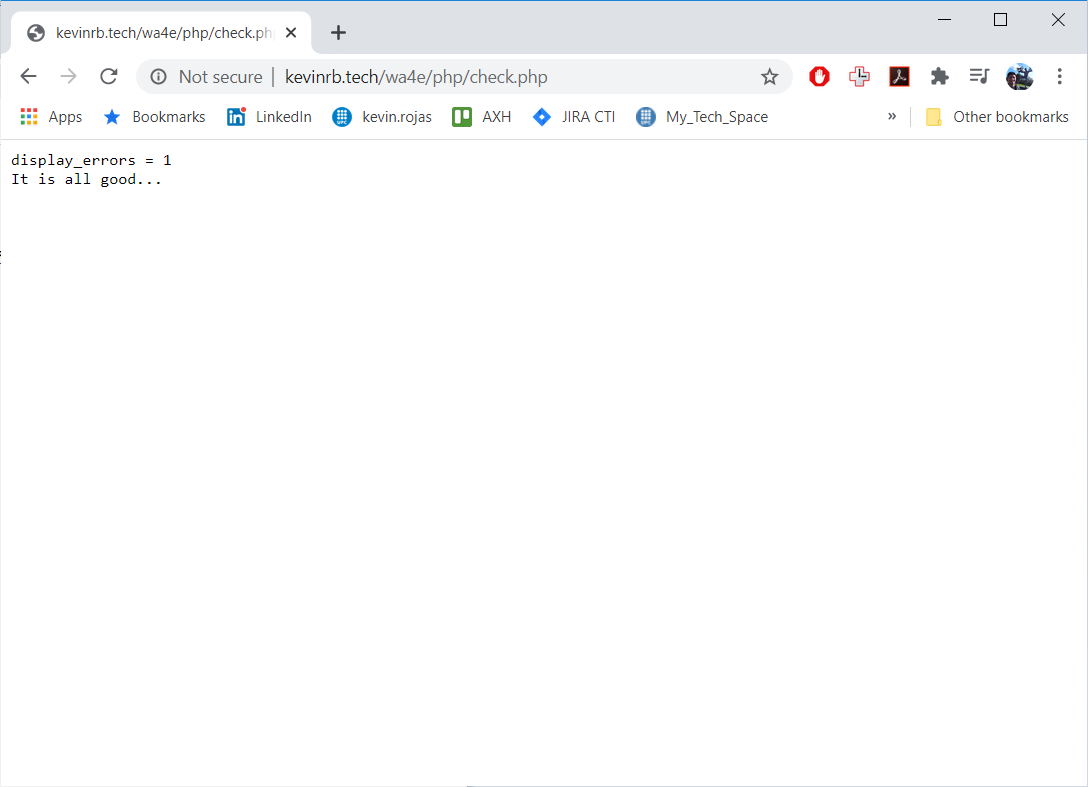 kevinrb.tech/wa4e/php/check.ph
Not secure | kevinrb.tech/wa4e/php/check.php
Apps Bookmarks LinkedIn kevin.rojas AXH JIRA CTI My_Tech_Space » Other bookmarks
display_errors = 1
It is all good...